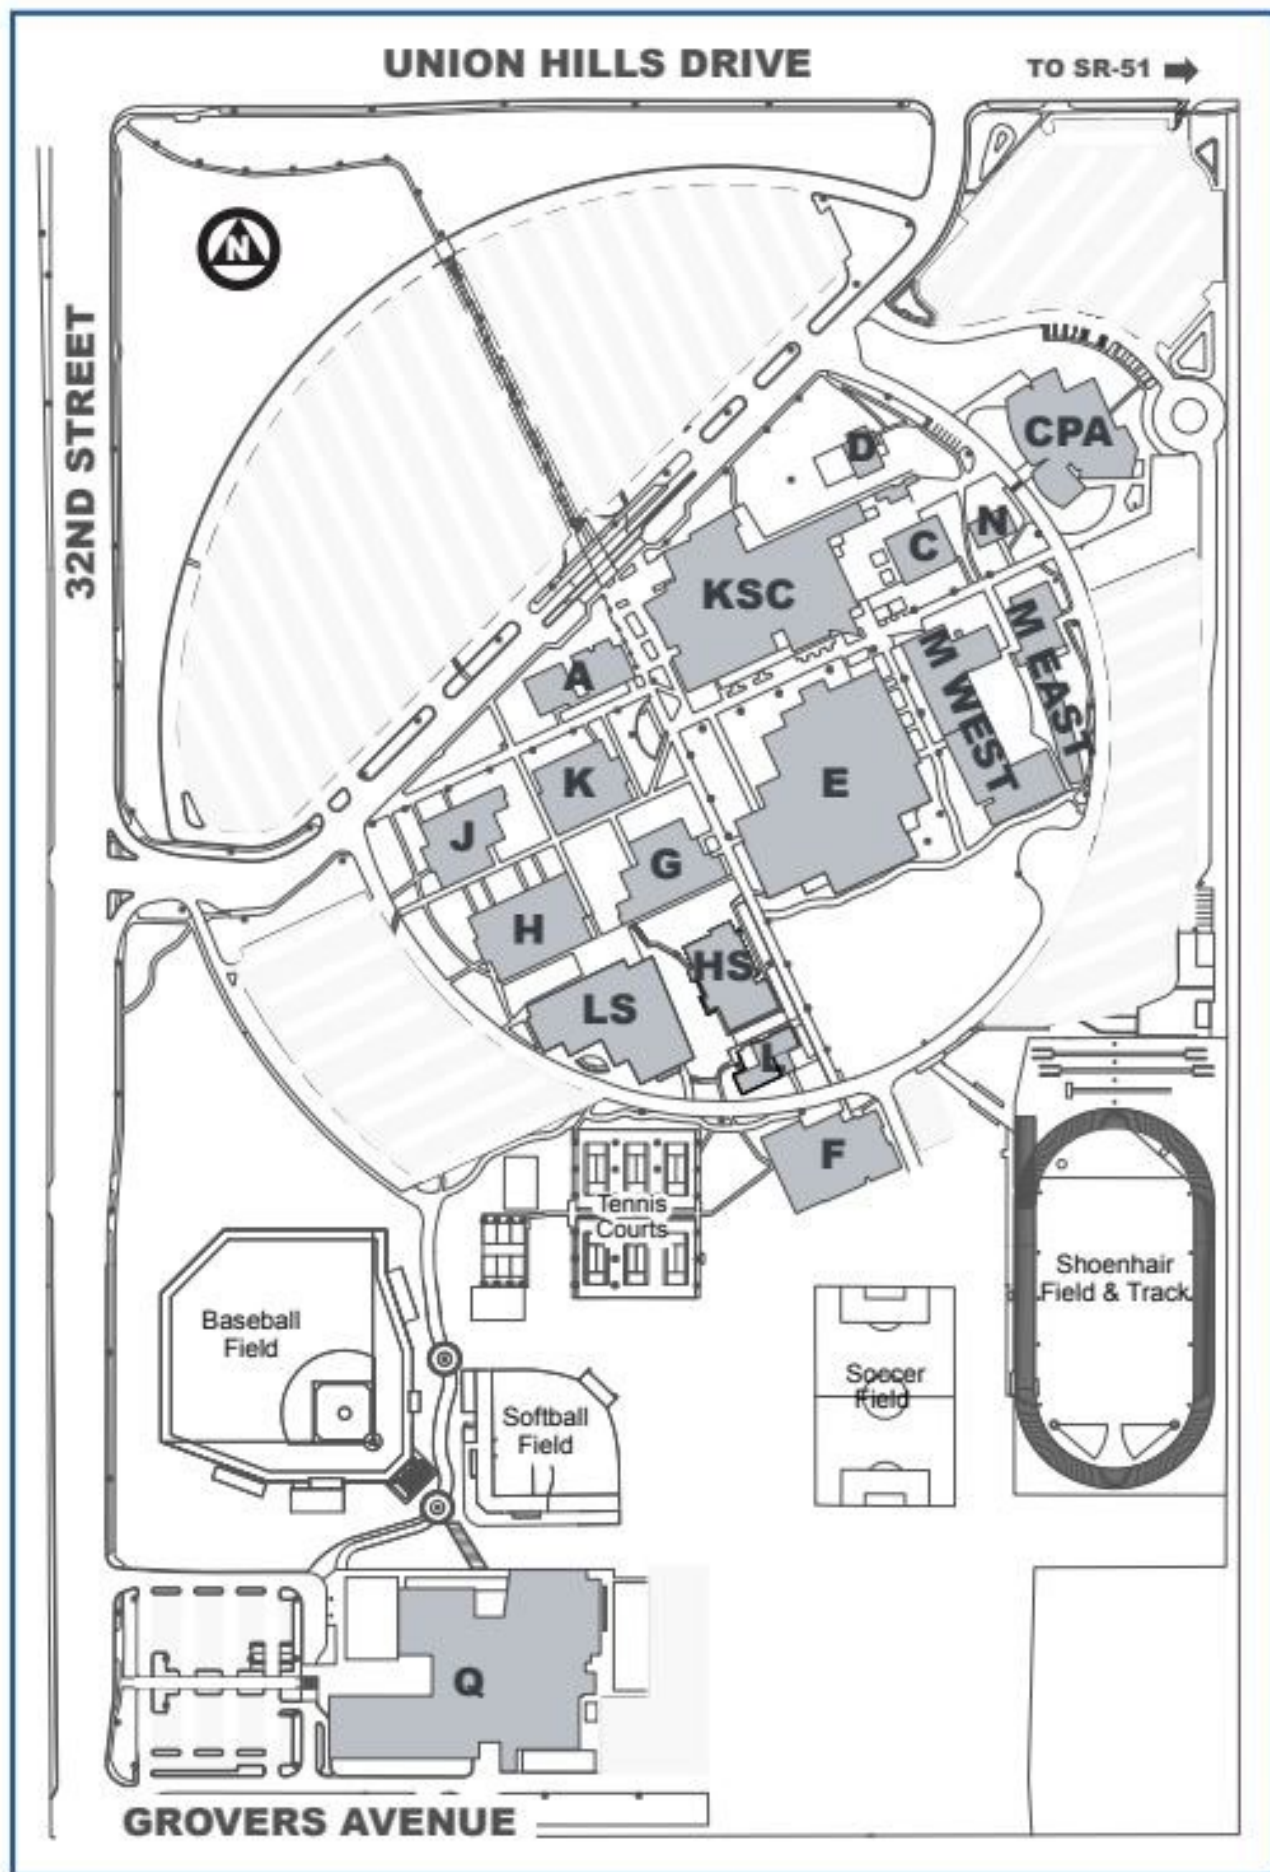 UNION HILLS DRIVE
TO SR-51
N
32ND STREET
CPA
D
N
C
KSC
M EAST
M WEST
A
K
E
J
G
H
HS
LS
I
F
Tennis
Courts
Shoenhair
Field & Track
Baseball
Field
Soccer
Field
Softball
Field
Q
GROVERS AVENUE